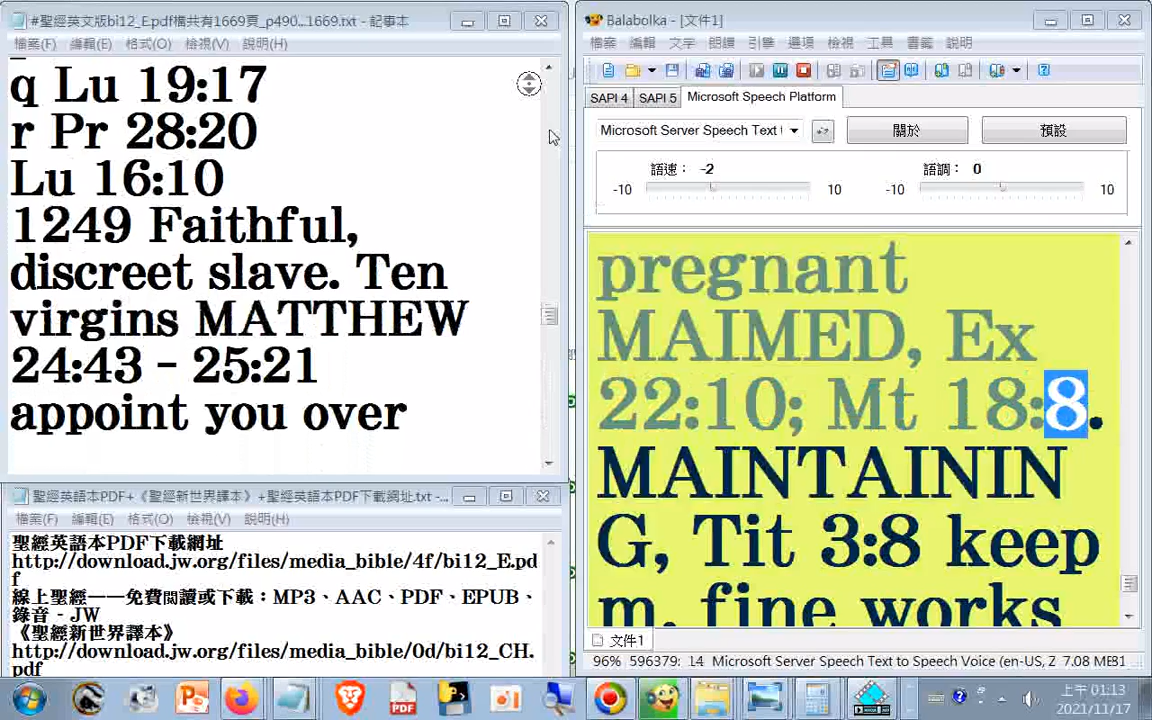 #聖經英文版bi12_E.pdf檔共有1669頁_p490...1669.txt - 記事本
檔案(F) 編輯(E) 格式(O) 檢視(V) 說明(H)
q Lu 19:17
r Pr 28:20
Lu 16:10
1249 Faithful,
discreet slave. Ten
virgins MATTHEW
24:43 - 25:21
appoint you over
聖經英語本PDF+《聖經新世界譯本》+聖經英語本PDF下載網址.txt -...
檔案(F) 編輯(E) 格式(O) 檢視(V) 說明(H)
聖經英語本PDF下載網址
http://download.jw.org/files/media_bible/4f/bi12_E.pd
f
線上聖經——免費閱讀或下載：MP3、AAC、PDF、EPUB、
錄音 - JW
《聖經新世界譯本》
http://download.jw.org/files/media_bible/0d/bi12_CH.
pdf
Balabolka - [文件1]
檔案 編輯 文字 朗讀 引擎 選項 檢視 工具 書籤 說明
SAPI 4 SAPI 5 Microsoft Speech Platform
Microsoft Server Speech Text 關於 預設
語速： -2 語調： 0
-10 10 -10 10
pregnant
MAIMED, Ex
22:10; Mt 18:8.
MAINTAININ
G, Tit 3:8 keep
m. fine works
文件1
96% 596379: 14 Microsoft Server Speech Text to Speech Voice (en-US, Z 7.08 MB
上午 01:13
2021/11/17